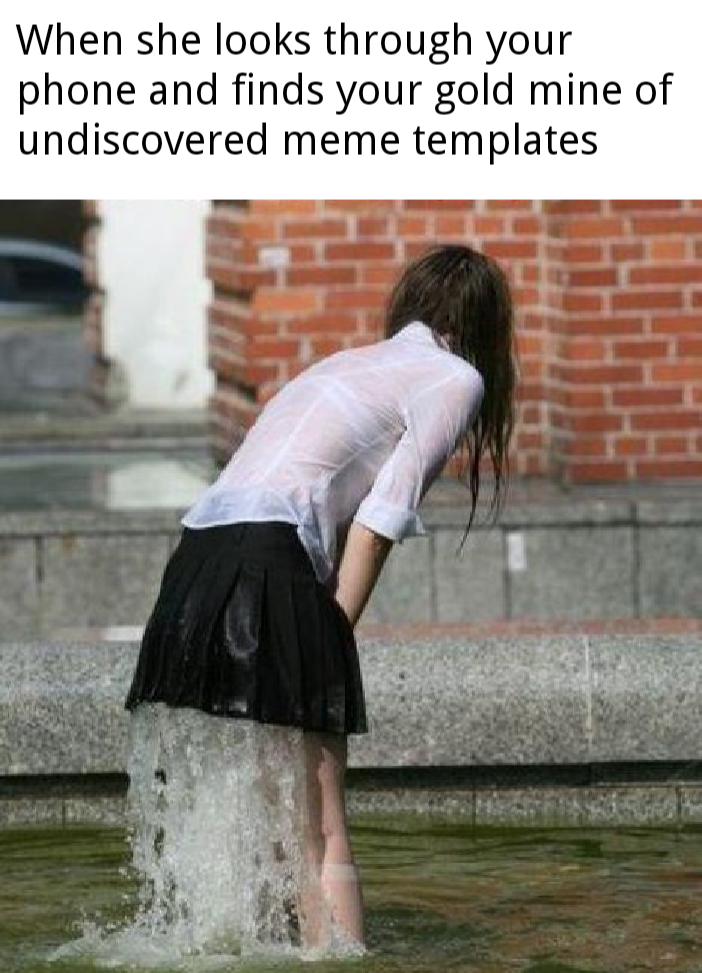 When she looks through your
phone and finds your gold mine of
undiscovered meme templates